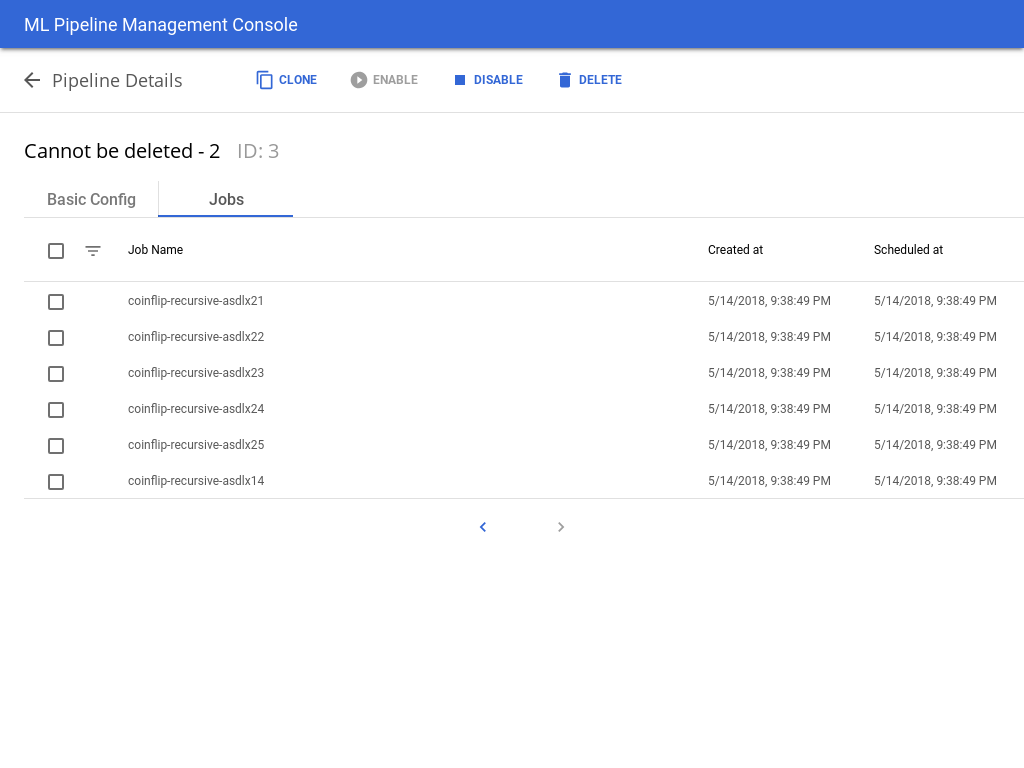 ML Pipeline Management Console
Pipeline Details CLONE ENABLE DISABLE DELETE
Cannot be deleted - 2 ID: 3
Basic Config Jobs
Job Name Created at Scheduled at
coinflip-recursive-asdlx21 5/14/2018, 9:38:49 PM 5/14/2018, 9:38:49 PM
coinflip-recursive-asdlx22 5/14/2018, 9:38:49 PM 5/14/2018, 9:38:49 PM
coinflip-recursive-asdlx23 5/14/2018, 9:38:49 PM 5/14/2018, 9:38:49 PM
coinflip-recursive-asdlx24 5/14/2018, 9:38:49 PM 5/14/2018, 9:38:49 PM
coinflip-recursive-asdlx25 5/14/2018, 9:38:49 PM 5/14/2018, 9:38:49 PM
coinflip-recursive-asdlx14 5/14/2018, 9:38:49 PM 5/14/2018, 9:38:49 PM